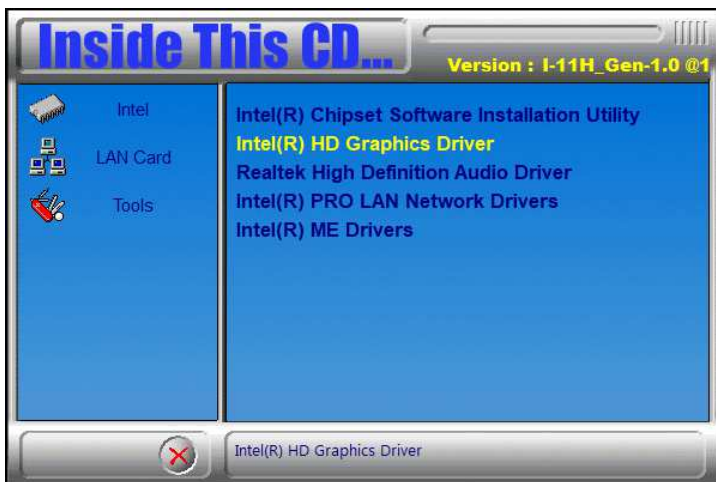 Inside This CD...
Version : I-11H_Gen-1.0 @1
Intel
LAN Card
Tools
Intel(R) Chipset Software Installation Utility
Intel(R) HD Graphics Driver
Realtek High Definition Audio Driver
Intel(R) PRO LAN Network Drivers
Intel(R) ME Drivers
Intel(R) HD Graphics Driver